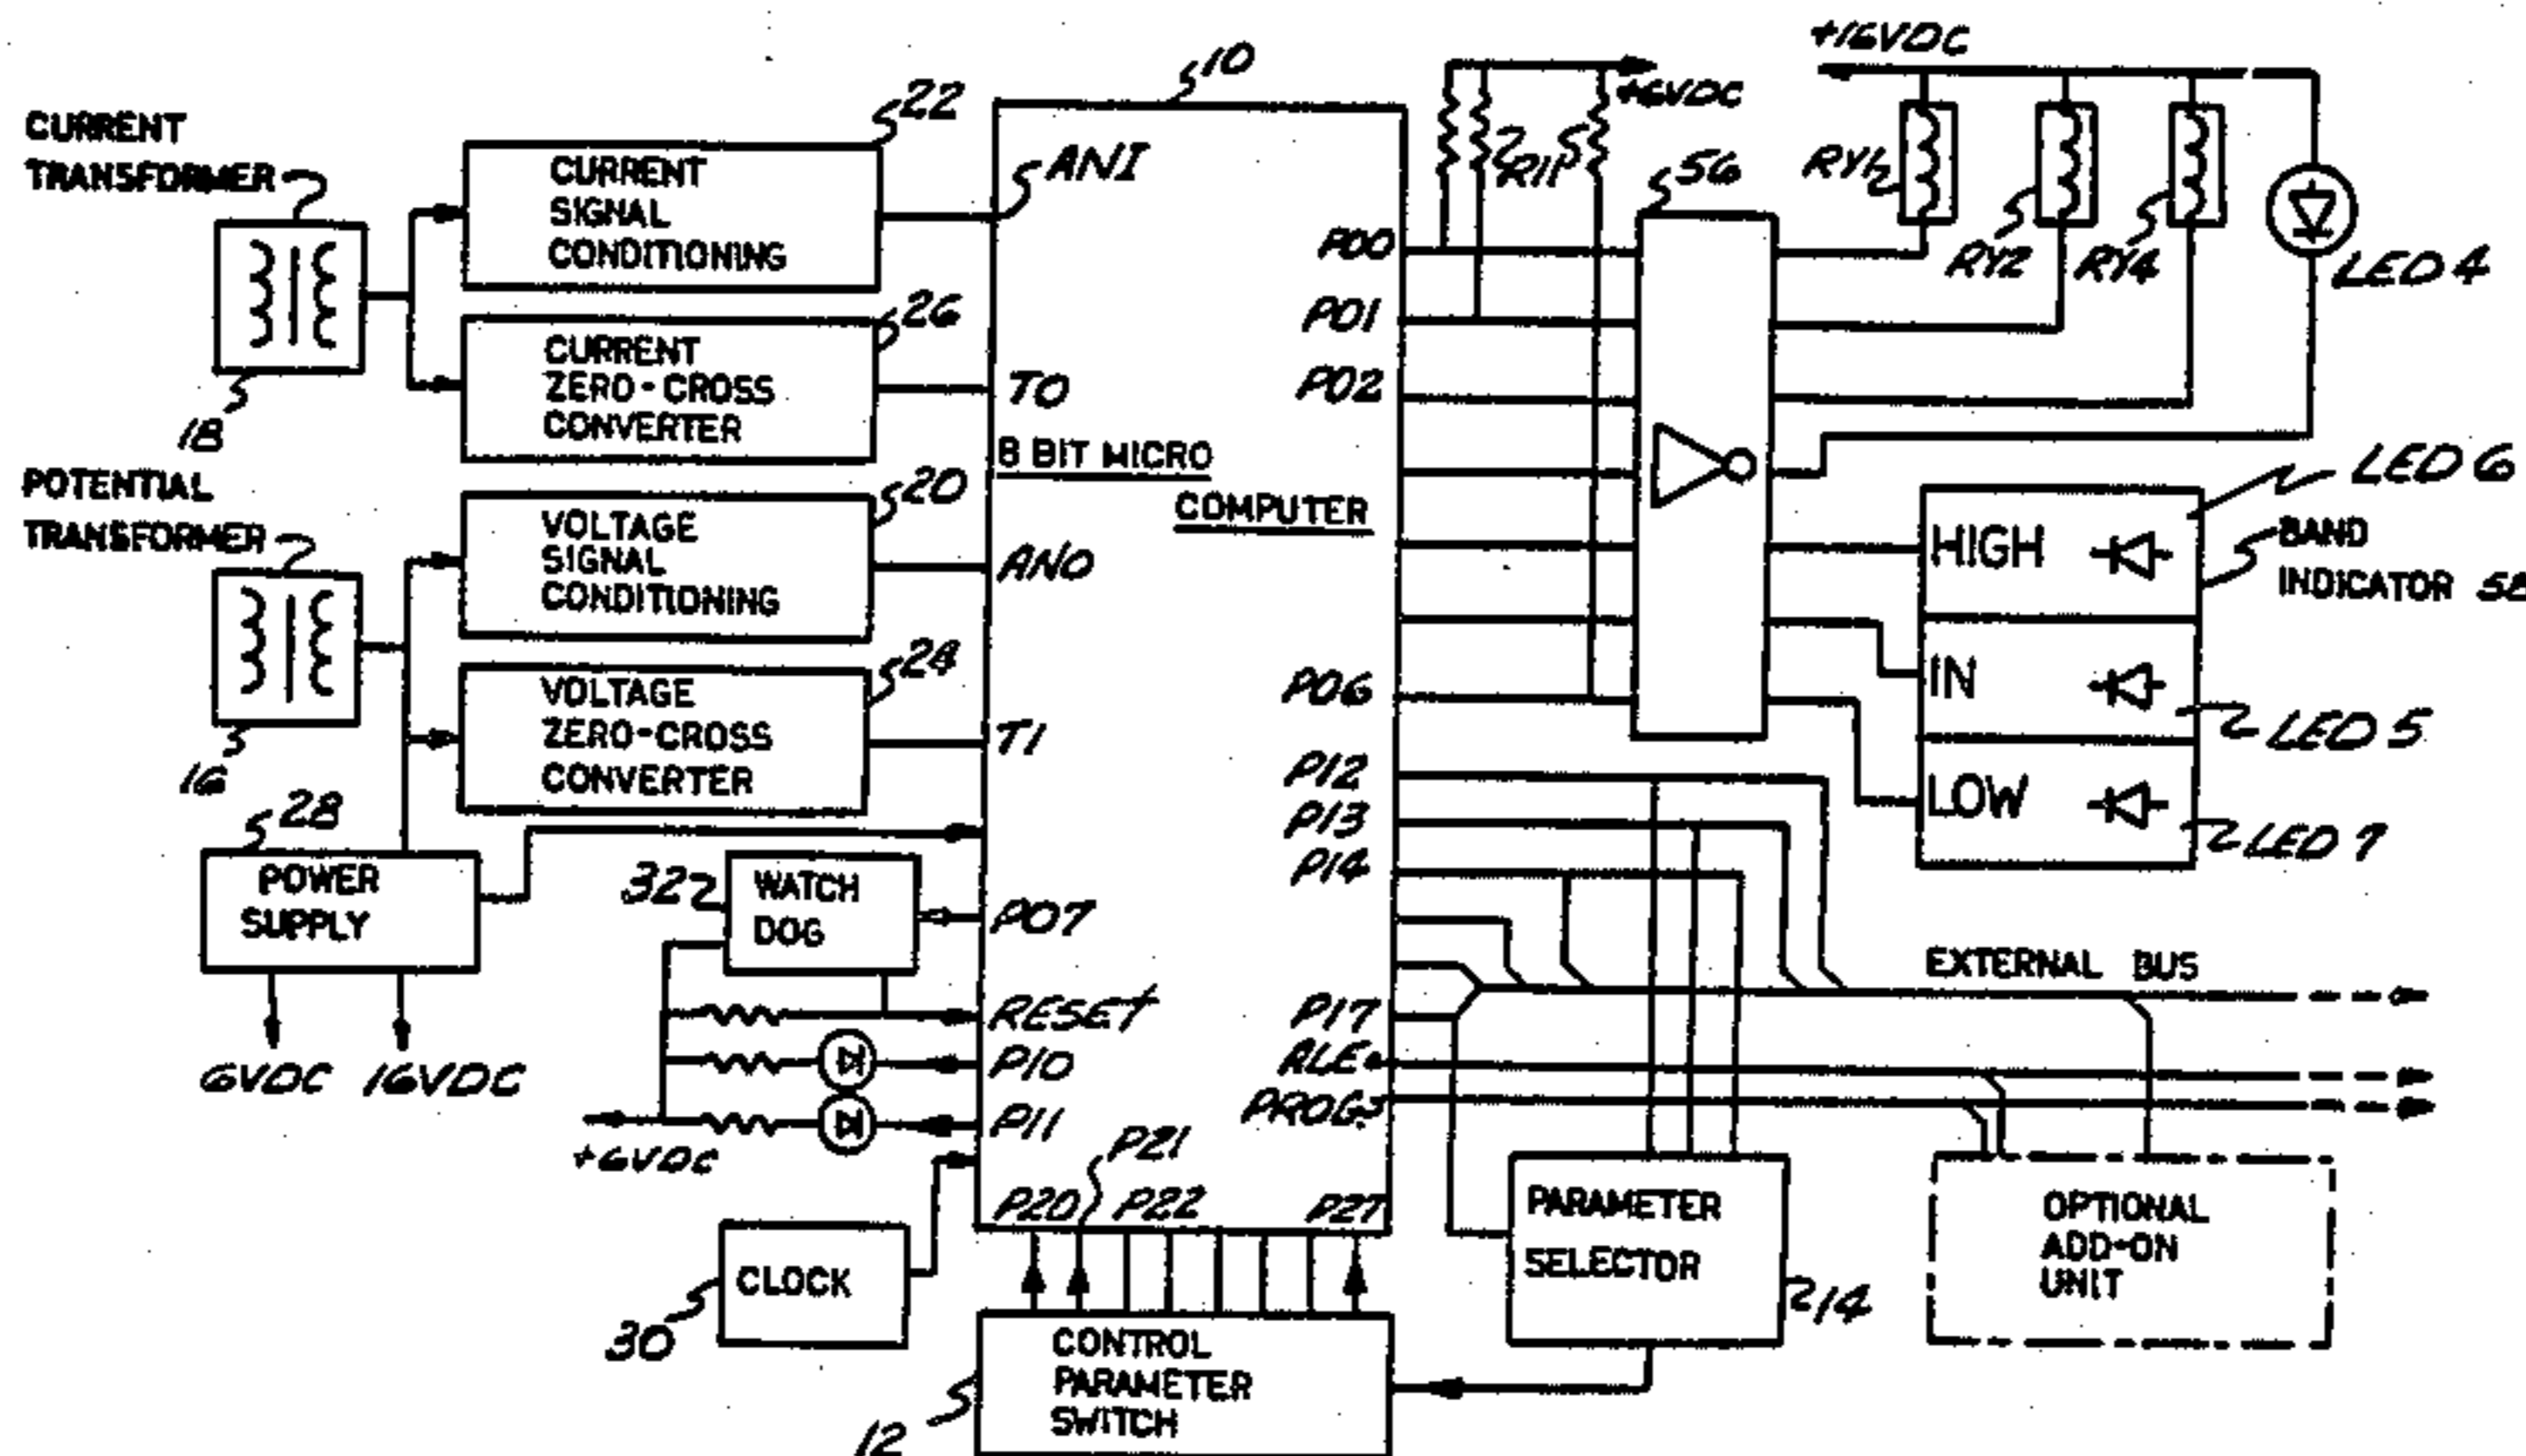 CURRENT
TRANSFORMER
18
22
CURRENT
SIGNAL
CONDITIONING
26
CURRENT
ZERO-CROSS
CONVERTER
POTENTIAL
TRANSFORMER
16
20
VOLTAGE
SIGNAL
CONDITIONING
24
VOLTAGE
ZERO-CROSS
CONVERTER
28
POWER
SUPPLY
6VDC
16VDC
32
WATCH
DOG
+6VDC
30
CLOCK
10
ANI
TO
8 BIT MICRO
COMPUTER
ANO
T1
P07
RESET
P10
P11
P20
P21
P22
P27
12
CONTROL
PARAMETER
SWITCH
+6VDC
R11
P00
P01
P02
P06
P12
P13
P14
P17
ALE
PROG
56
+16VDC
RY1
RY2
RY4
LED 4
LED 6
HIGH
BAND
INDICATOR 58
IN
LED 5
LOW
LED 7
EXTERNAL BUS
PARAMETER
SELECTOR
14
OPTIONAL
ADD-ON
UNIT